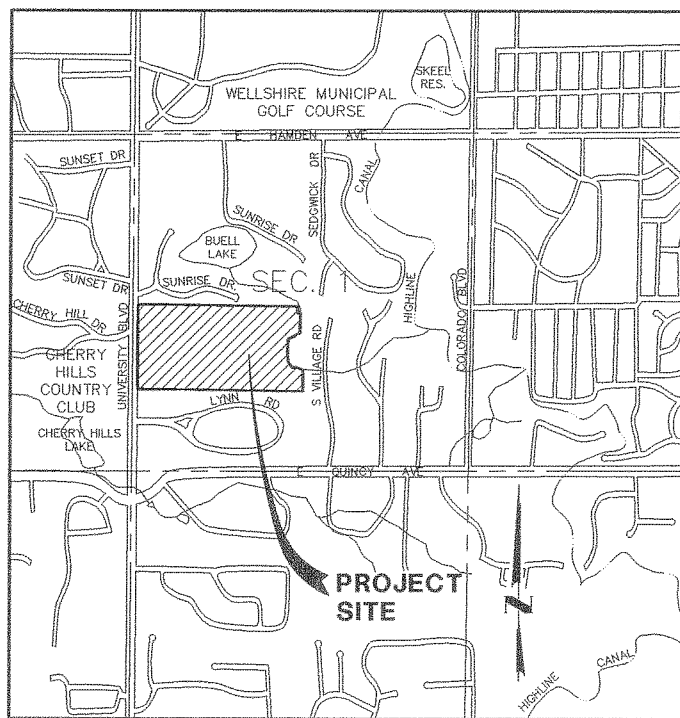 WELLSHIRE MUNICIPAL
GOLF COURSE
SKEEL
RES.
E HAMDEN AVE
SUNSET DR
SEDGWICK DR
CANAL
SUNRISE DR
BUELL
LAKE
SUNSET DR
SUNRISE DR
SEC. 1
HIGHLINE
COLORADO BLVD
CHERRY HILL DR
UNIVERSITY BLVD
S VILLAGE RD
CHERRY
HILLS
COUNTRY
CLUB
LYNN RD
CHERRY HILLS
LAKE
E QUINCY AVE
PROJECT
SITE
N
HIGHLINE CANAL